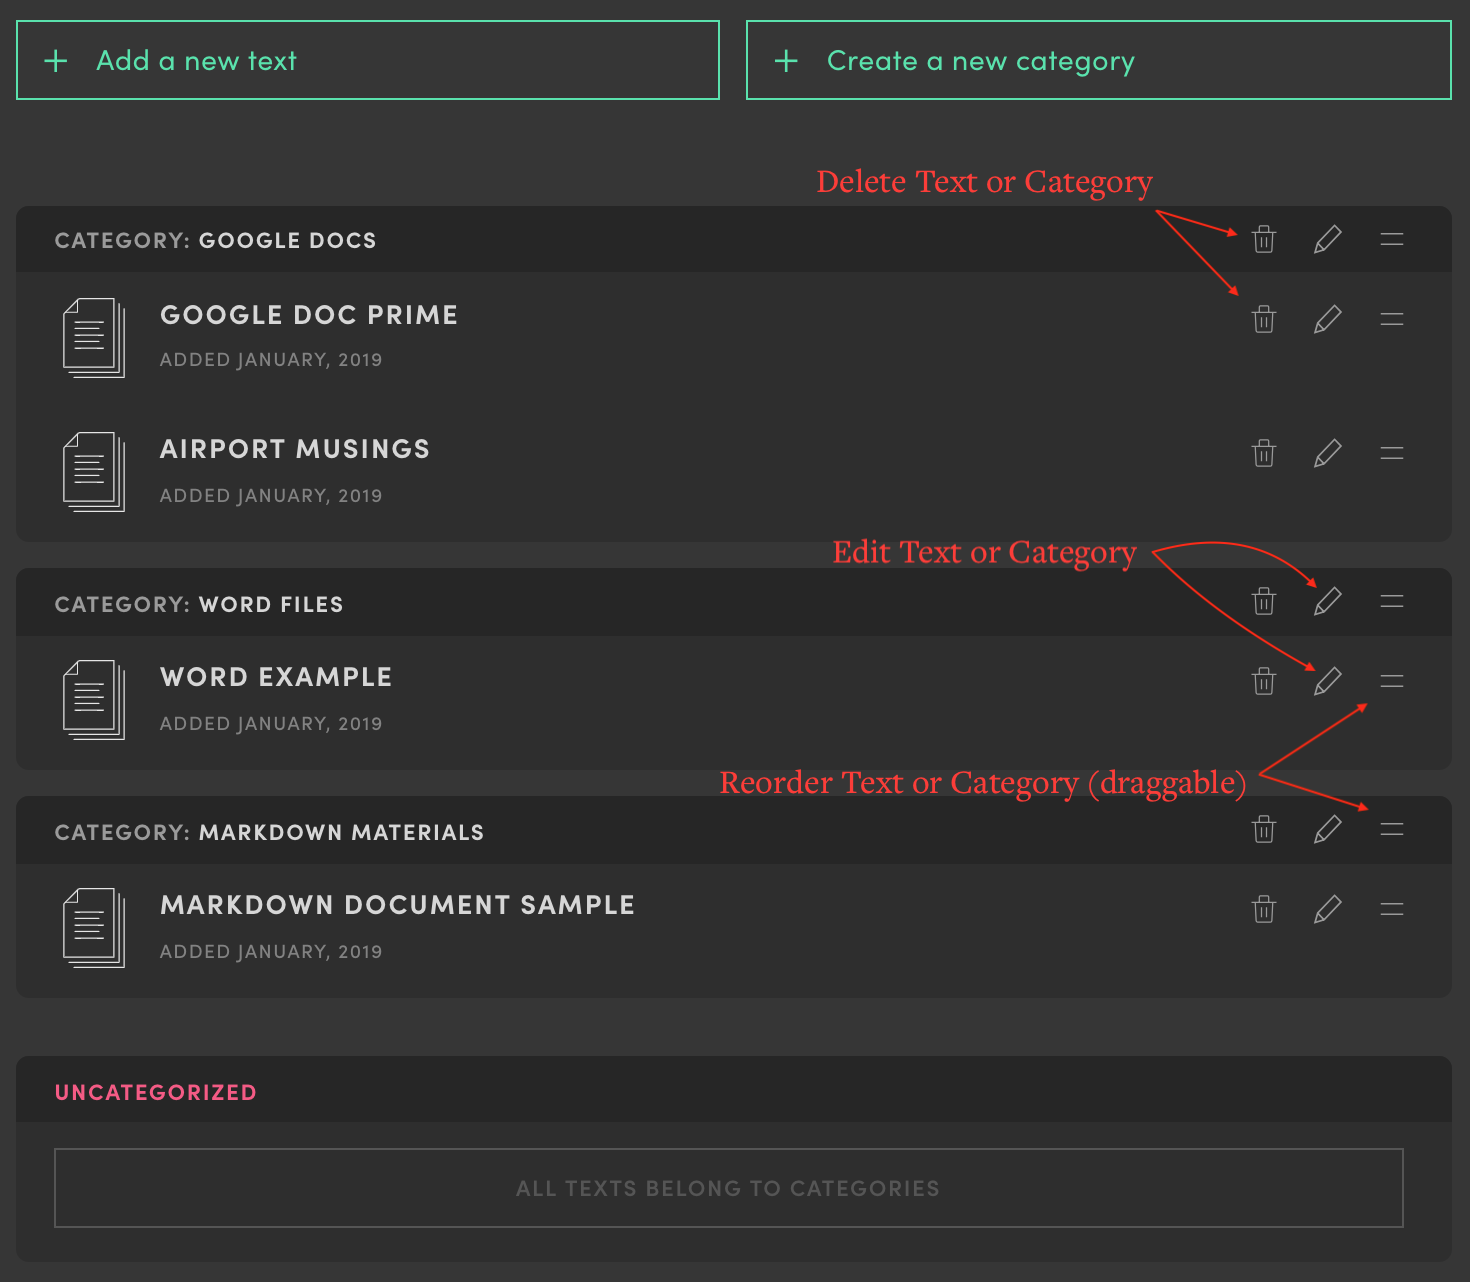 Add a new text
Create a new category
Delete Text or Category
CATEGORY: GOOGLE DOCS
GOOGLE DOC PRIME
ADDED JANUARY, 2019
AIRPORT MUSINGS
ADDED JANUARY, 2019
Edit Text or Category
CATEGORY: WORD FILES
WORD EXAMPLE
ADDED JANUARY, 2019
Reorder Text or Category (draggable)
CATEGORY: MARKDOWN MATERIALS
MARKDOWN DOCUMENT SAMPLE
ADDED JANUARY, 2019
UNCATEGORIZED
ALL TEXTS BELONG TO CATEGORIES